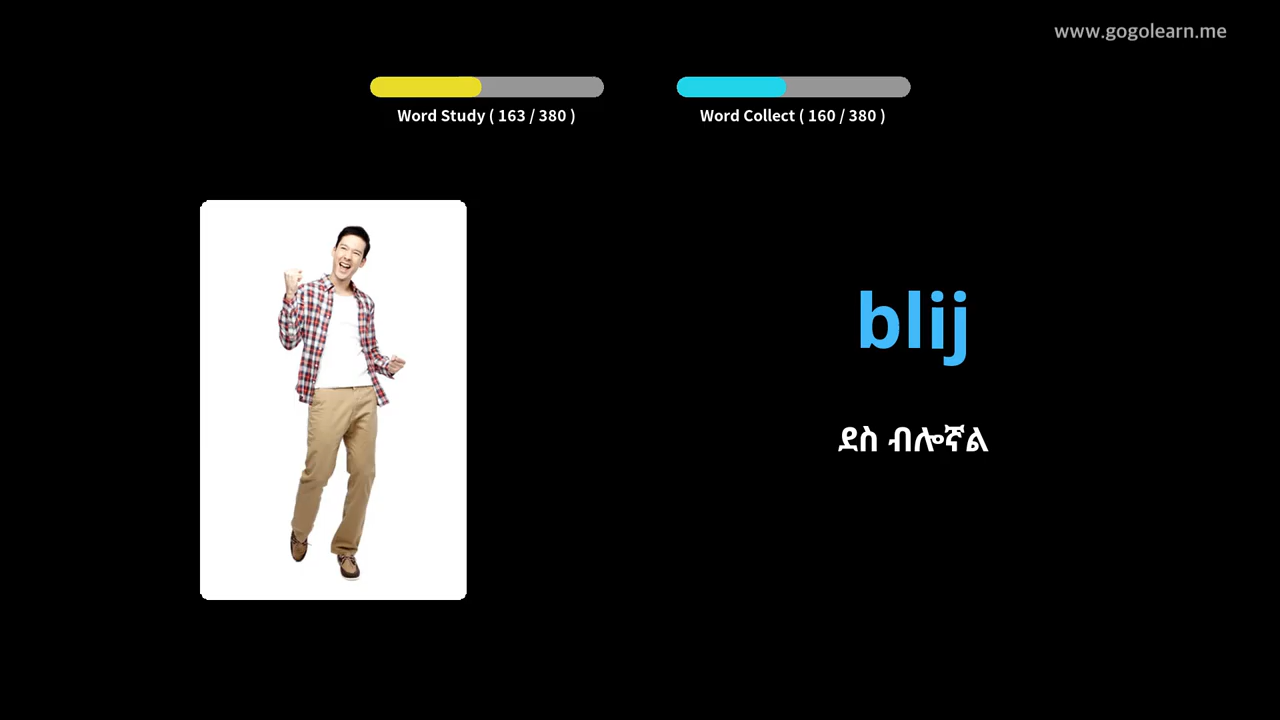 www.gogolearn.me
Word Study ( 163 / 380 )
Word Collect ( 160 / 380 )
blij
ደስ ብሎኛል